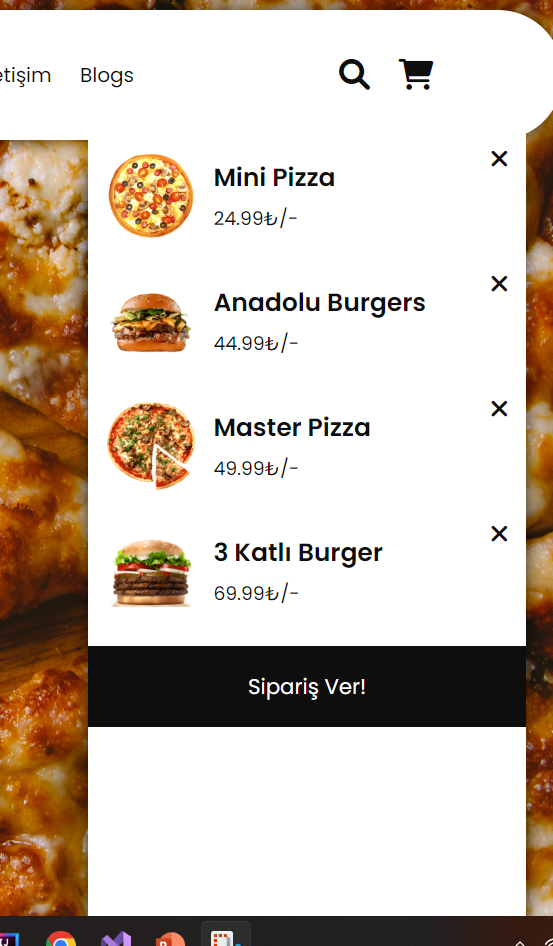 etişim Blogs
Mini Pizza
24.99₺/-
Anadolu Burgers
44.99₺/-
Master Pizza
49.99₺/-
3 Katlı Burger
69.99₺/-
Sipariş Ver!